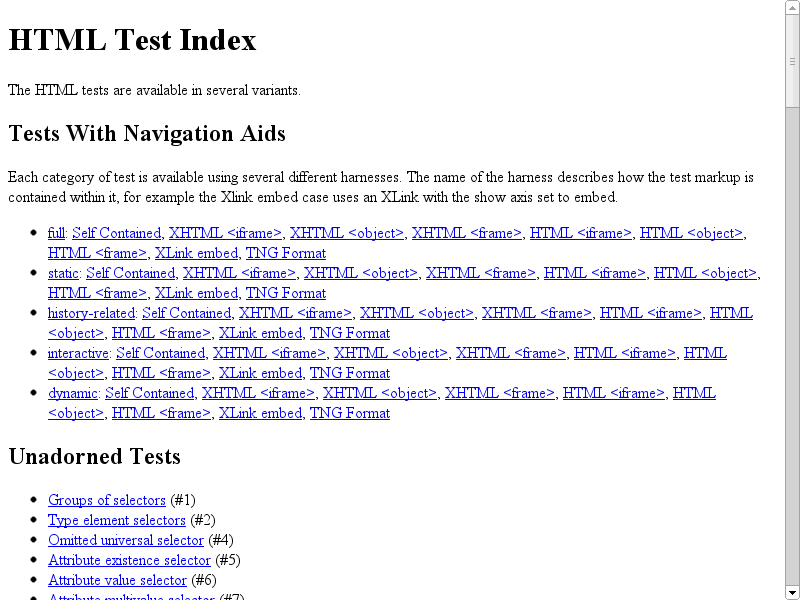 HTML Test Index
The HTML tests are available in several variants.
Tests With Navigation Aids
Each category of test is available using several different harnesses. The name of the harness describes how the test markup is
contained within it, for example the Xlink embed case uses an XLink with the show axis set to embed.
full: Self Contained, XHTML <iframe>, XHTML <object>, XHTML <frame>, HTML <iframe>, HTML <object>,
HTML <frame>, XLink embed, TNG Format
static: Self Contained, XHTML <iframe>, XHTML <object>, XHTML <frame>, HTML <iframe>, HTML <object>,
HTML <frame>, XLink embed, TNG Format
history-related: Self Contained, XHTML <iframe>, XHTML <object>, XHTML <frame>, HTML <iframe>, HTML
<object>, HTML <frame>, XLink embed, TNG Format
interactive: Self Contained, XHTML <iframe>, XHTML <object>, XHTML <frame>, HTML <iframe>, HTML
<object>, HTML <frame>, XLink embed, TNG Format
dynamic: Self Contained, XHTML <iframe>, XHTML <object>, XHTML <frame>, HTML <iframe>, HTML
<object>, HTML <frame>, XLink embed, TNG Format
Unadorned Tests
Groups of selectors (#1)
Type element selectors (#2)
Omitted universal selector (#4)
Attribute existence selector (#5)
Attribute value selector (#6)
Attribute multivalue selector (#7)